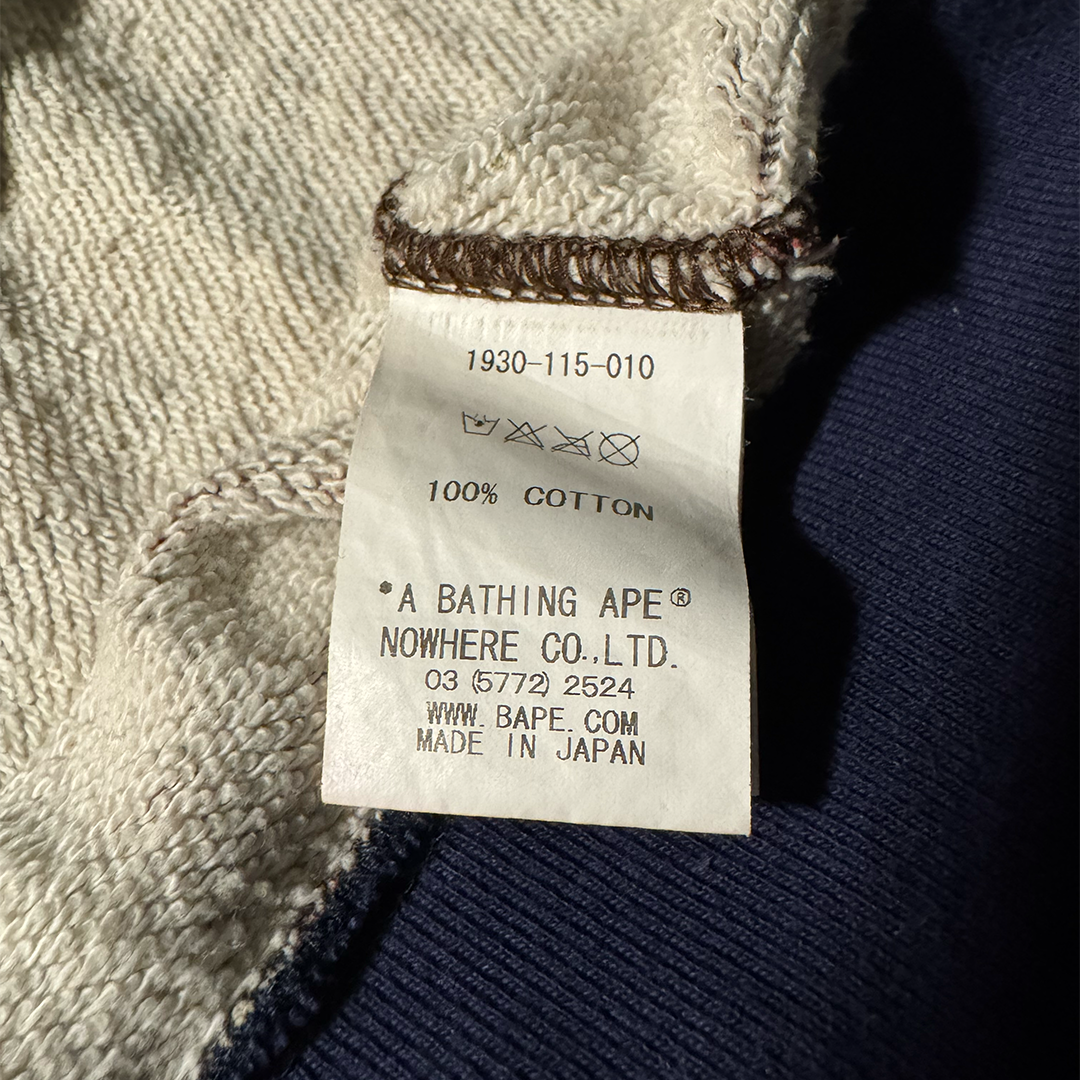 1930-115-010
100% COTTON
*A BATHING APE®
NOWHERE CO.,LTD.
03 (5772) 2524
WWW. BAPE. COM
MADE IN JAPAN